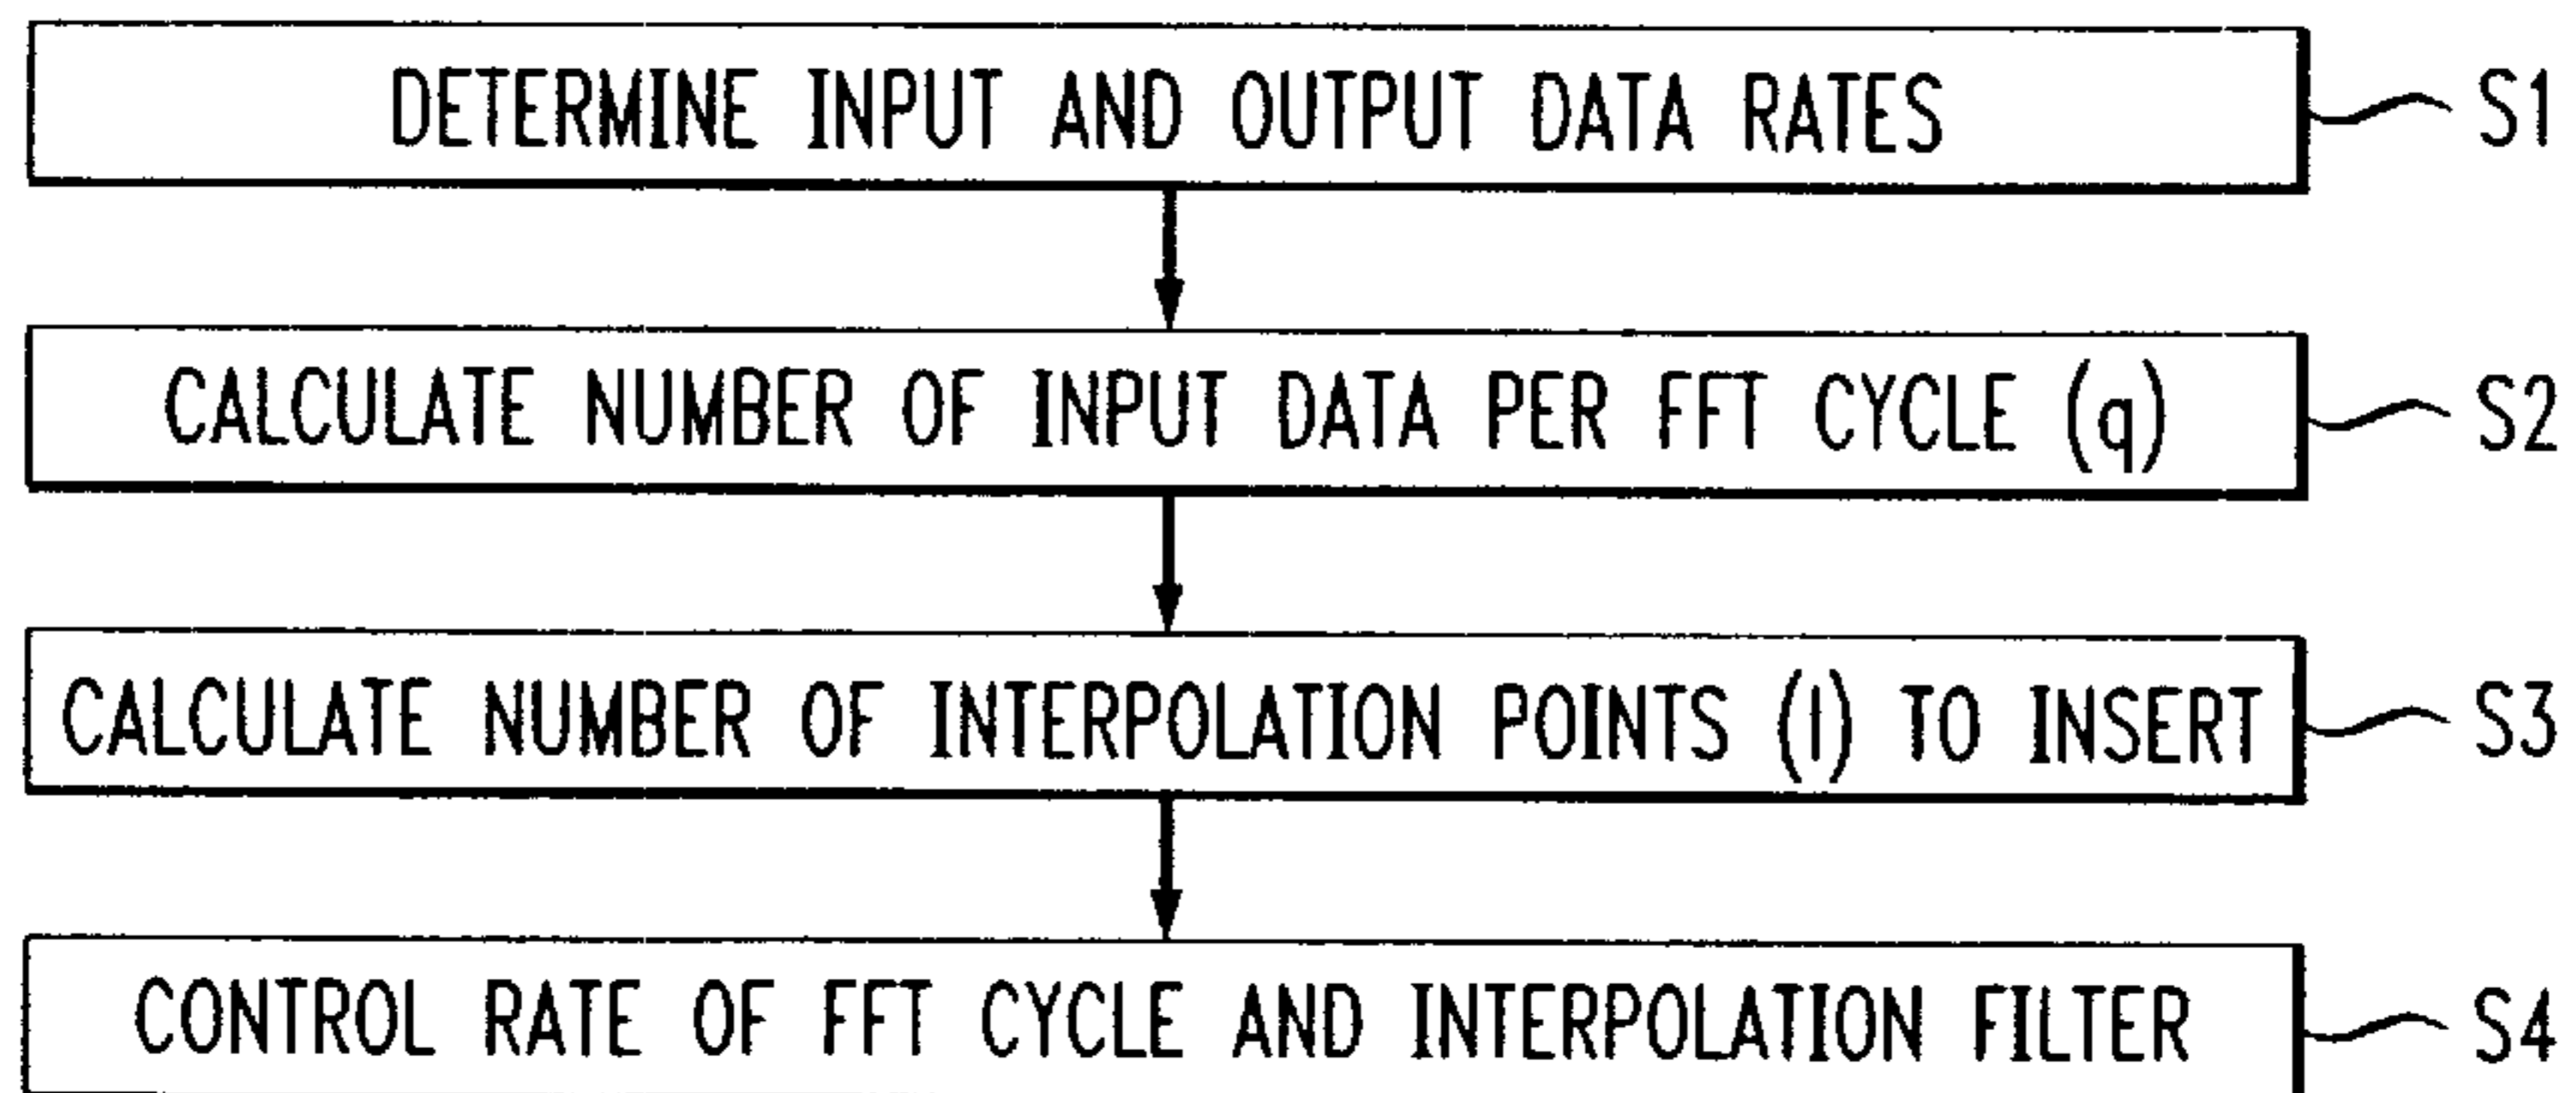 DETERMINE INPUT AND OUTPUT DATA RATES S1
CALCULATE NUMBER OF INPUT DATA PER FFT CYCLE (q) S2
CALCULATE NUMBER OF INTERPOLATION POINTS (l) TO INSERT S3
CONTROL RATE OF FFT CYCLE AND INTERPOLATION FILTER S4